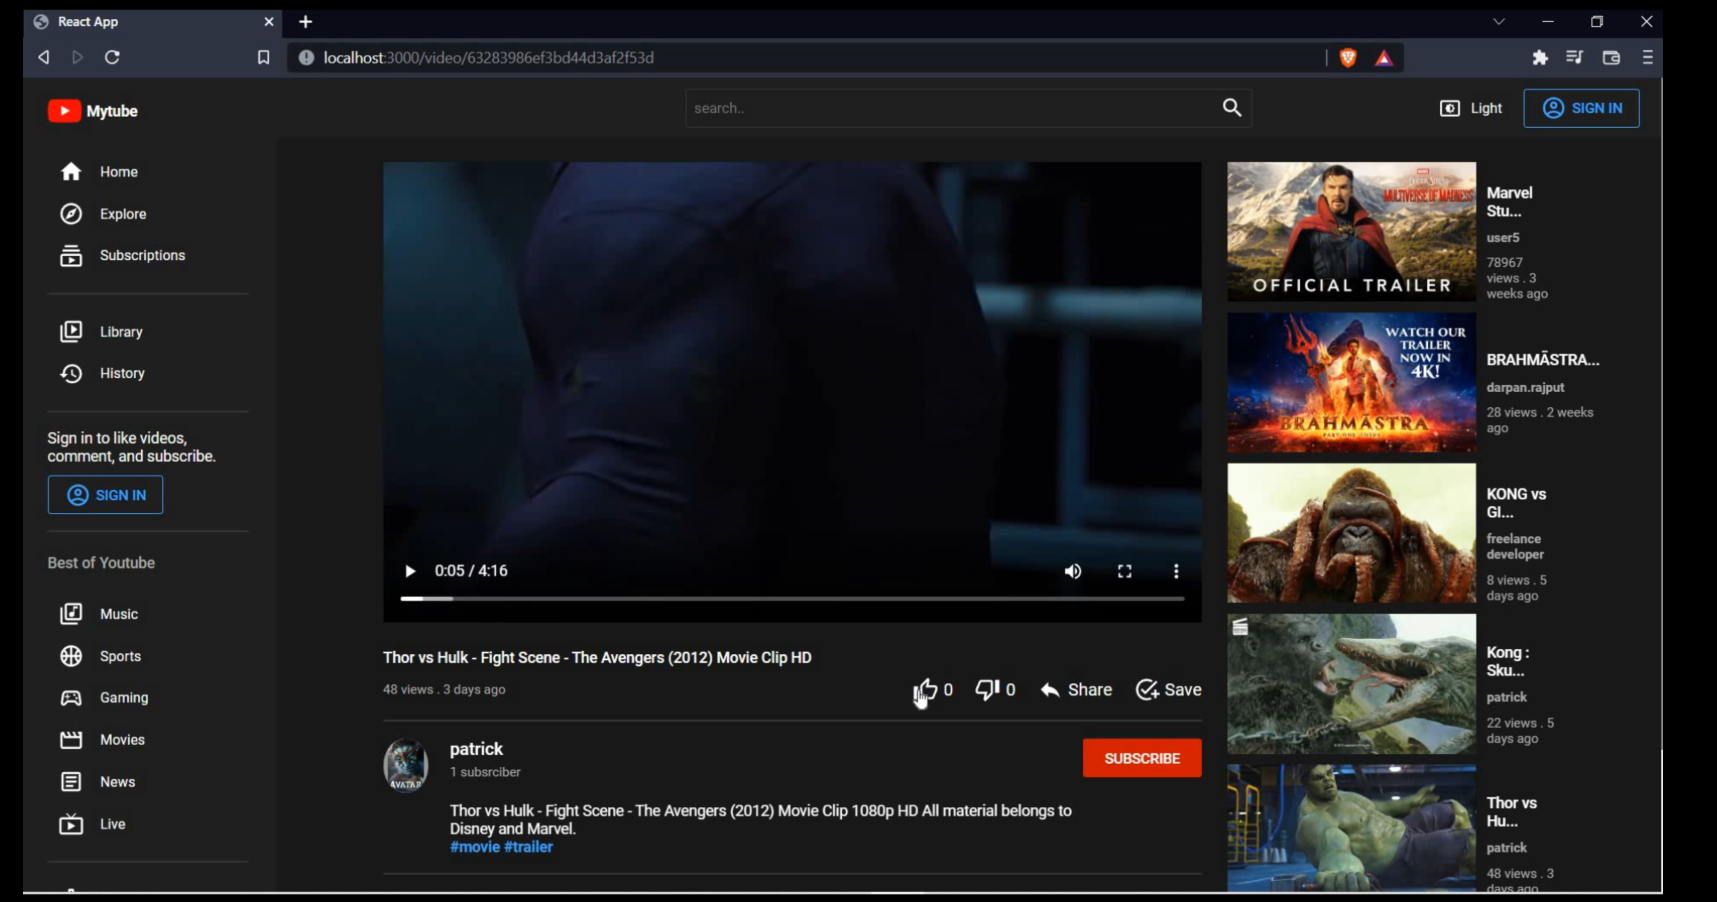 React App
localhost:3000/video/63283986ef3bd44d3af2f53d
Mytube
search..
Light
SIGN IN
Home
Explore
Subscriptions
Library
History
Sign in to like videos,
comment, and subscribe.
SIGN IN
Best of Youtube
Music
Sports
Gaming
Movies
News
Live
0:05 / 4:16
Thor vs Hulk - Fight Scene - The Avengers (2012) Movie Clip HD
48 views . 3 days ago
0
0
Share
Save
AVATAR
patrick
1 subsrciber
SUBSCRIBE
Thor vs Hulk - Fight Scene - The Avengers (2012) Movie Clip 1080p HD All material belongs to
Disney and Marvel.
#movie #trailer
MULTIVERSE OF MADNESS
OFFICIAL TRAILER
Marvel
Stu...
user5
78967
views . 3
weeks ago
WATCH OUR
TRAILER
NOW IN
4K!
BRAHMĀSTRA
BRAHMĀSTRA...
darpan.rajput
28 views . 2 weeks
ago
KONG vs
Gl...
freelance
developer
8 views . 5
days ago
Kong :
Sku...
patrick
22 views . 5
days ago
Thor vs
Hu...
patrick
48 views . 3
days ago